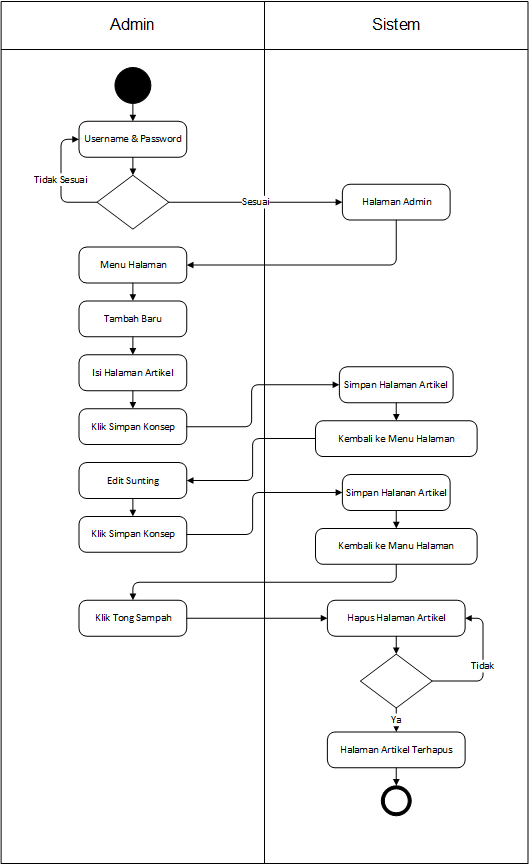 Admin
Sistem
Username & Password
Tidak Sesuai
Sesuai
Halaman Admin
Menu Halaman
Tambah Baru
Isi Halaman Artikel
Simpan Halaman Artikel
Klik Simpan Konsep
Kembali ke Menu Halaman
Edit Sunting
Simpan Halanan Artikel
Klik Simpan Konsep
Kembali ke Manu Halaman
Klik Tong Sampah
Hapus Halaman Artikel
Tidak
Ya
Halaman Artikel Terhapus